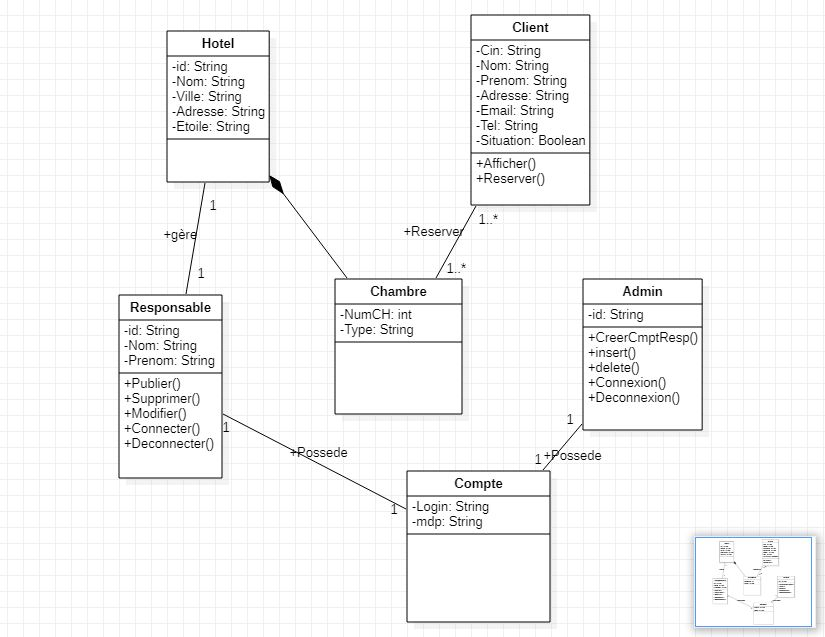 Hotel
-id: String
-Nom: String
-Ville: String
-Adresse: String
-Etoile: String
Client
-Cin: String
-Nom: String
-Prenom: String
-Adresse: String
-Email: String
-Tel: String
-Situation: Boolean
+Afficher()
+Reserver()
1
+gère
1
+Reserver
1..*
1..*
Responsable
-id: String
-Nom: String
-Prenom: String
+Publier()
+Supprimer()
+Modifier()
+Connecter()
+Deconnecter()
Chambre
-NumCH: int
-Type: String
Admin
-id: String
+CreerCmptResp()
+insert()
+delete()
+Connexion()
+Deconnexion()
1
+Possede
1
1
+Possede
1
Compte
-Login: String
-mdp: String